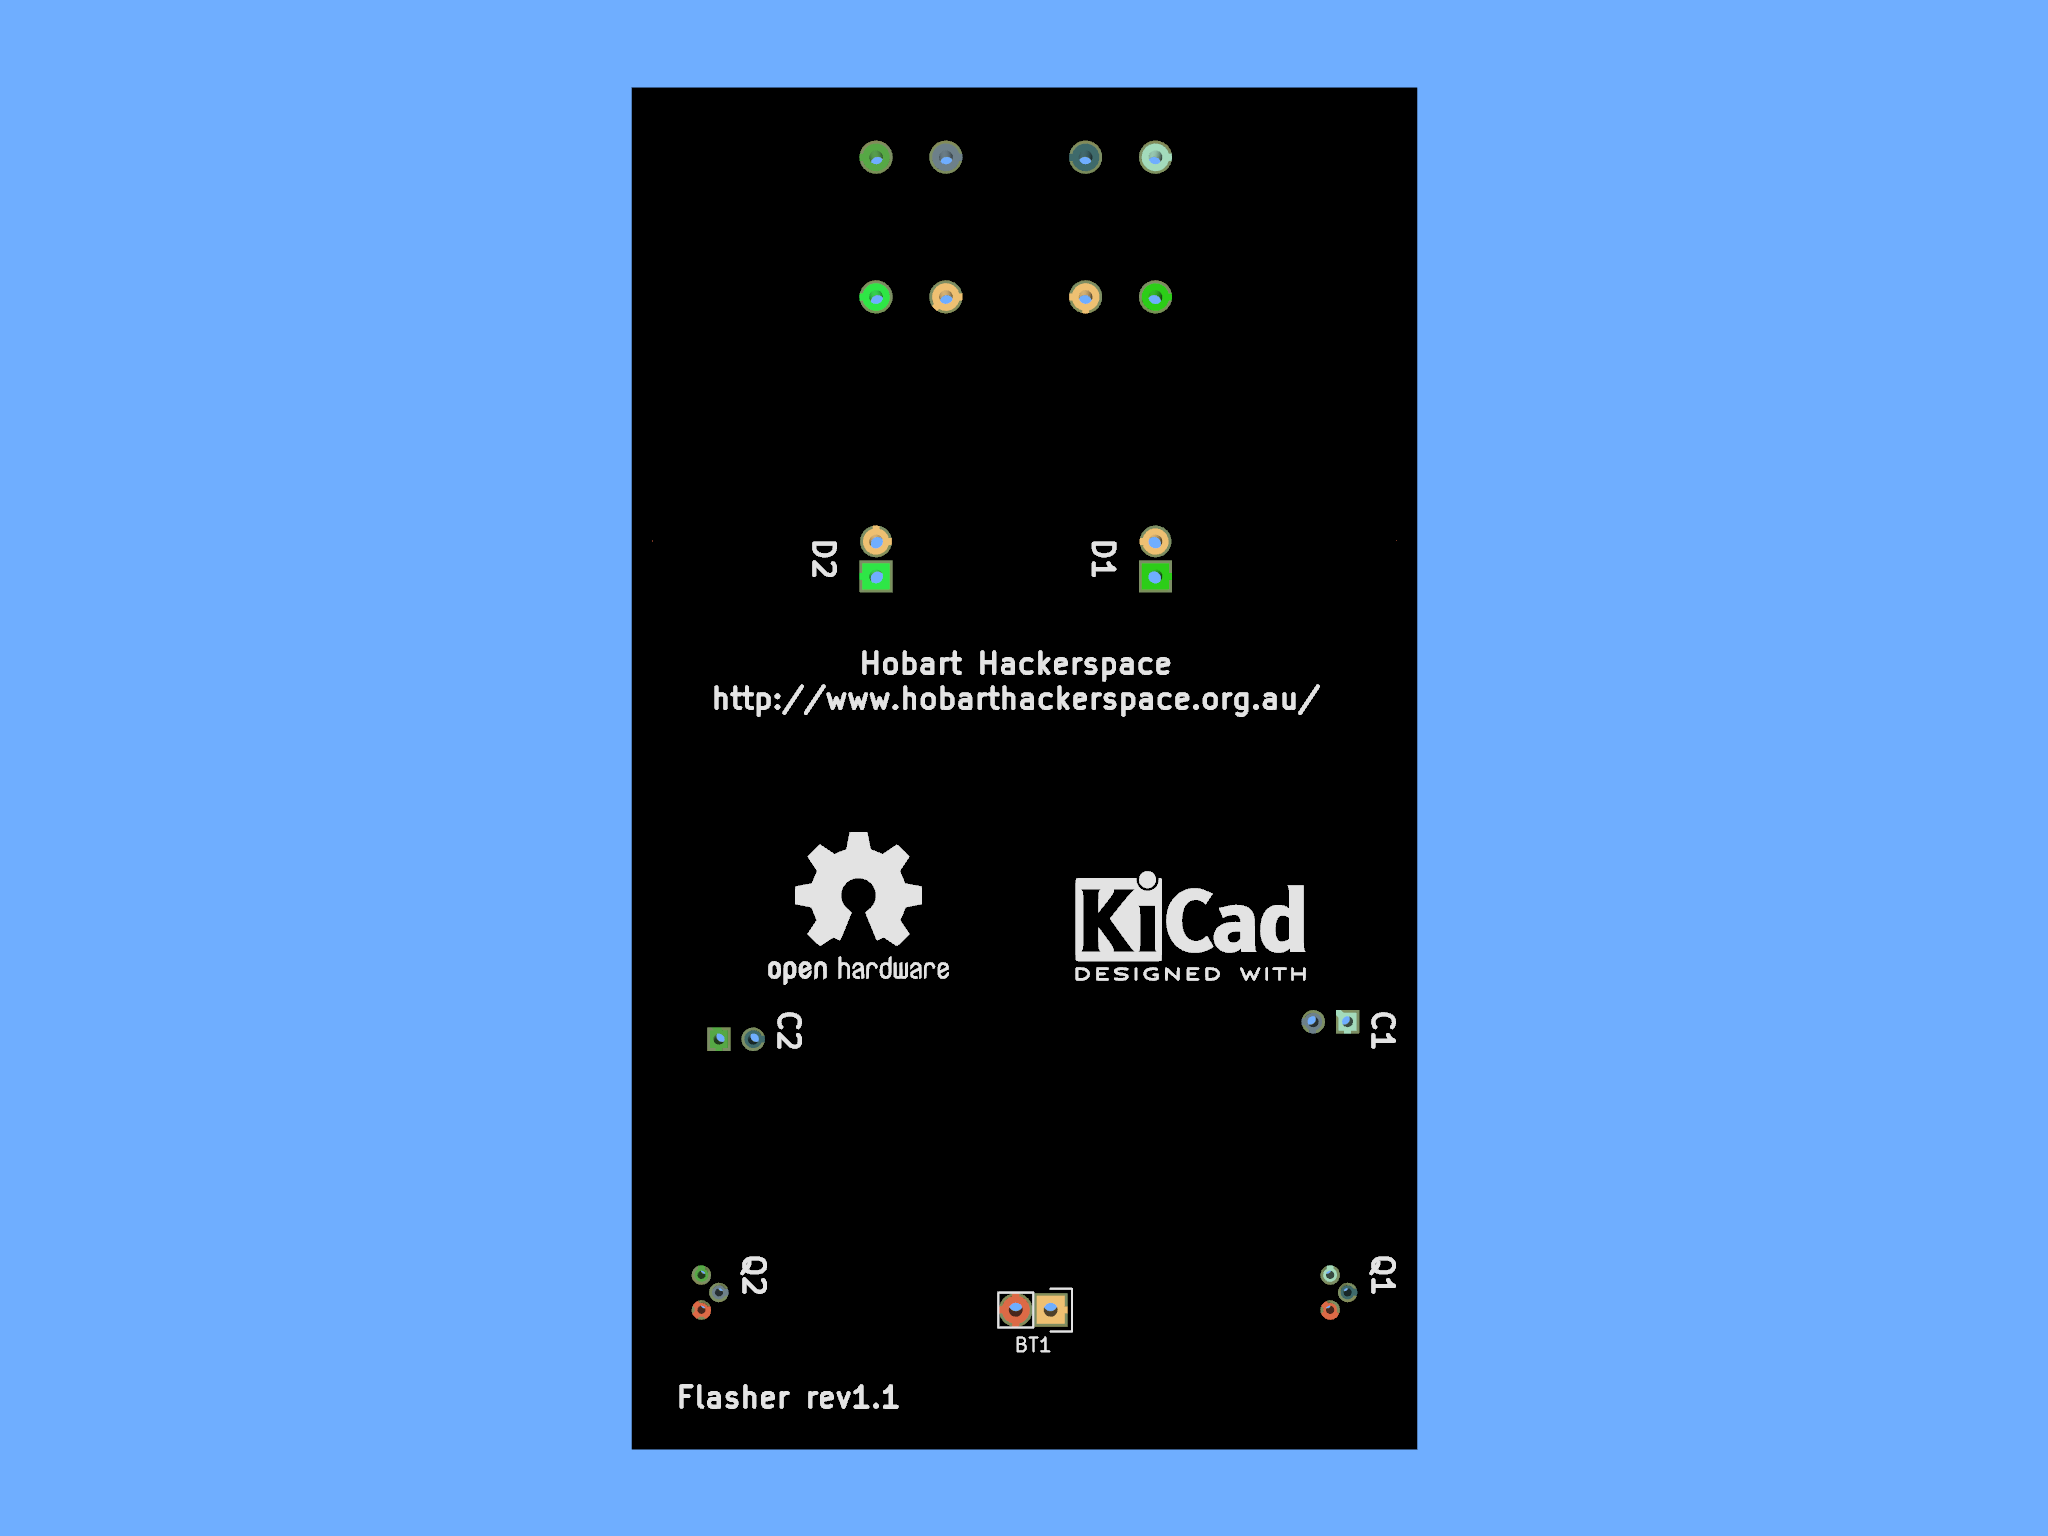 D2
D1
Hobart Hackerspace
http://www.hobarthackerspace.org.au/
open hardware
KiCad
DESIGNED WITH
C2
C1
Q2
Q1
BT1
Flasher rev1.1